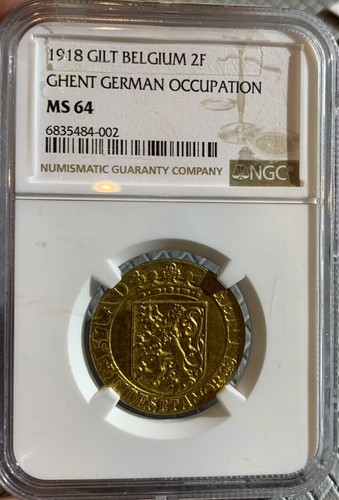 1918 GILT BELGIUM 2F
GHENT GERMAN OCCUPATION
MS 64
6835484-002
NUMISMATIC GUARANTY COMPANY
NGC